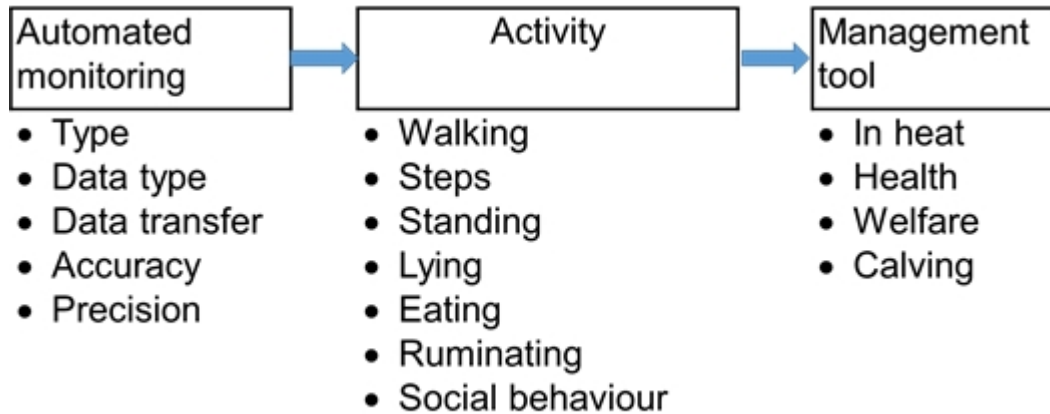 Automated
monitoring
• Type
• Data type
• Data transfer
• Accuracy
• Precision
Activity
• Walking
• Steps
• Standing
• Lying
• Eating
• Ruminating
• Social behaviour
Management
tool
• In heat
• Health
• Welfare
• Calving